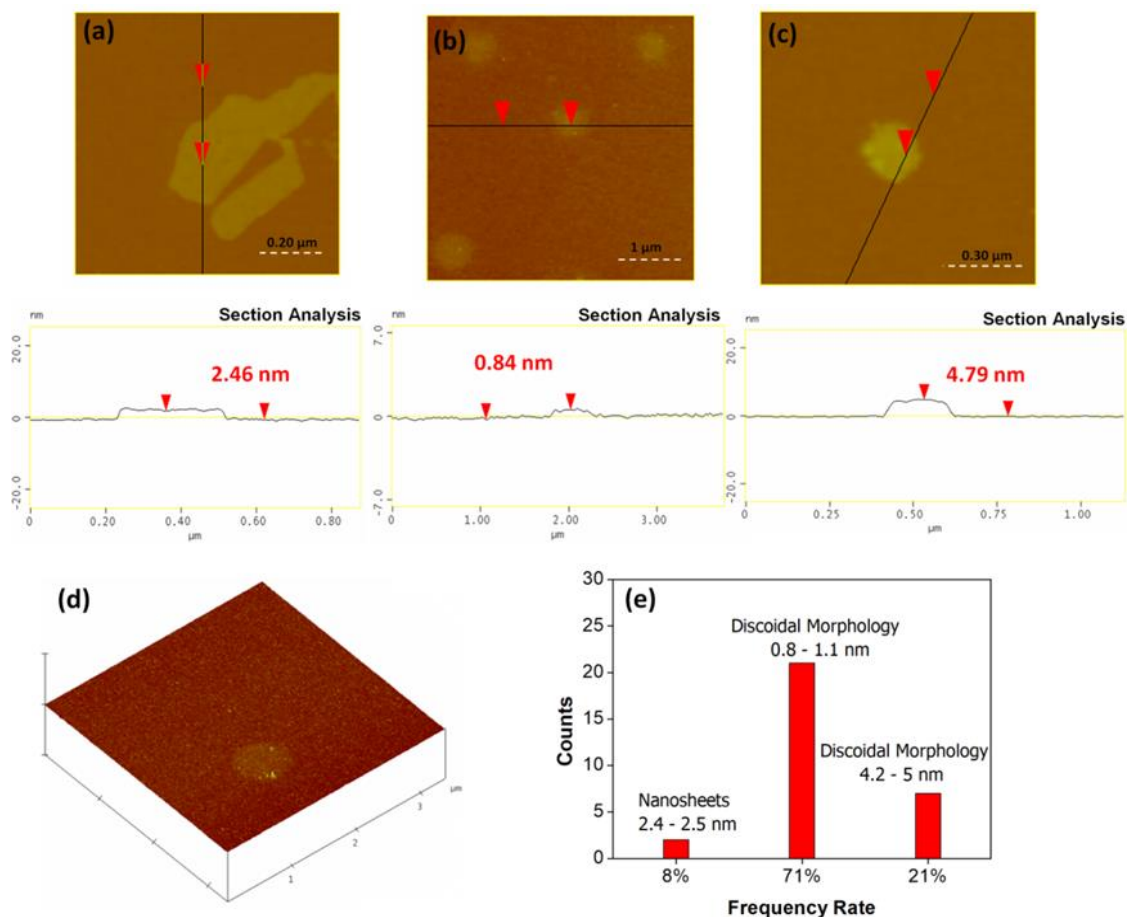 (a)
0.20 µm
(b)
1 µm
(c)
0.30 µm
nm
Section Analysis
20.0
0
-20.0
2.46 nm
0
0.20
0.40
0.60
0.80
µm
nm
Section Analysis
7.0
0
-7.0
0.84 nm
0
1.00
2.00
3.00
µm
nm
Section Analysis
20.0
0
-20.0
4.79 nm
0
0.25
0.50
0.75
1.00
µm
(d)
1
2
3
µm
(e)
30
25
20
15
10
5
0
Counts
Discoidal Morphology
0.8 - 1.1 nm
Discoidal Morphology
4.2 - 5 nm
Nanosheets
2.4 - 2.5 nm
8%
71%
21%
Frequency Rate